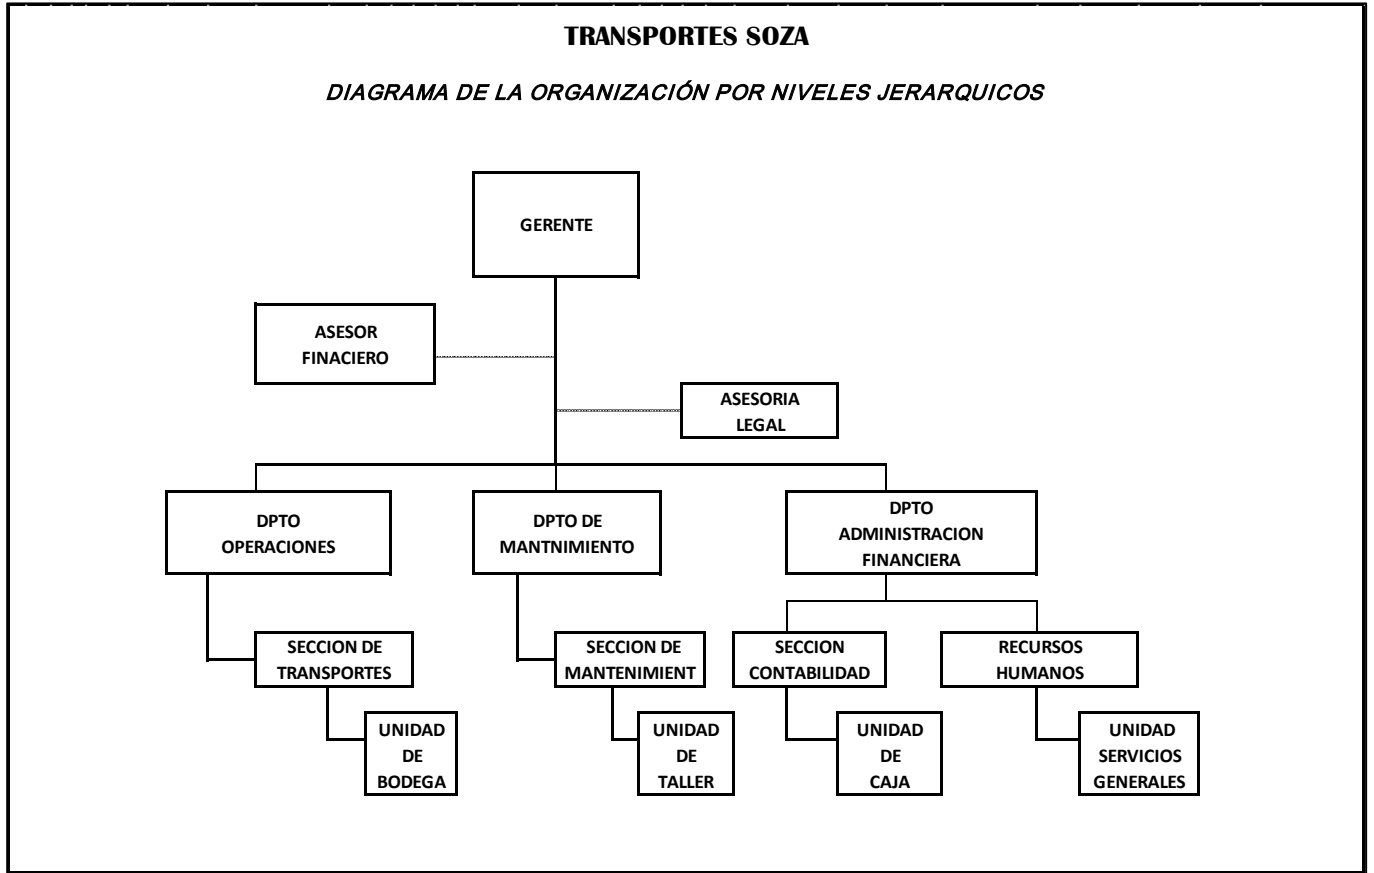 TRANSPORTES SOZA
DIAGRAMA DE LA ORGANIZACIÓN POR NIVELES JERARQUICOS
GERENTE
ASESOR
FINACIERO
ASESORIA
LEGAL
DPTO
OPERACIONES
DPTO DE
MANTNIMIENTO
DPTO
ADMINISTRACION
FINANCIERA
SECCION DE
TRANSPORTES
SECCION DE
MANTENIMIENT
SECCION
CONTABILIDAD
RECURSOS
HUMANOS
UNIDAD
DE
BODEGA
UNIDAD
DE
TALLER
UNIDAD
DE
CAJA
UNIDAD
SERVICIOS
GENERALES